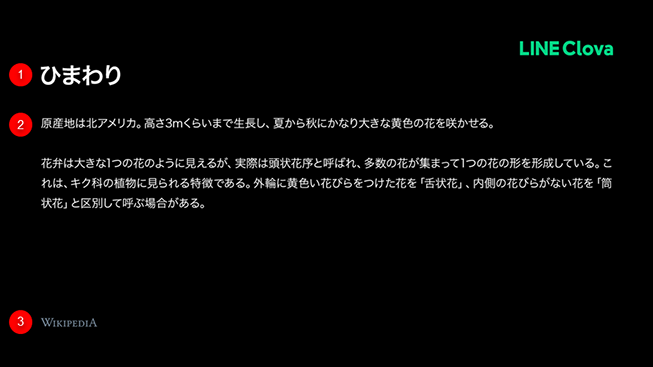 LINE Clova
1 ひまわり
2 原産地は北アメリカ。高さ3mくらいまで生長し、夏から秋にかなり大きな黄色の花を咲かせる。
花弁は大きな1つの花のように見えるが、実際は頭状花序と呼ばれ、多数の花が集まって1つの花の形を形成している。こ
れは、キク科の植物に見られる特徴である。外輪に黄色い花びらをつけた花を「舌状花」、内側の花びらがない花を「筒
状花」と区別して呼ぶ場合がある。
3 WIKIPEDIA